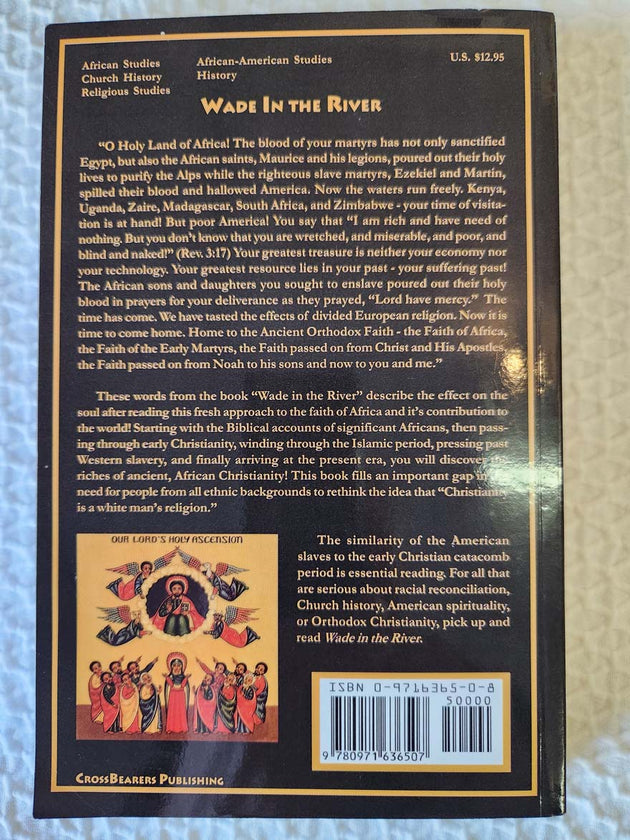 African Studies
Church History
Religious Studies
African-American Studies
History
U.S. $12.95
WADE IN THE RIVER
“O Holy Land of Africa! The blood of your martyrs has not only sanctified
Egypt, but also the African saints, Maurice and his legions, poured out their holy
lives to purify the Alps while the righteous slave martyrs, Ezekiel and Martin,
spilled their blood and hallowed America. Now the waters run freely. Kenya,
Uganda, Zaire, Madagascar, South Africa, and Zimbabwe - your time of visita-
tion is at hand! But poor America! You say that “I am rich and have need of
nothing. But you don’t know that you are wretched, and miserable, and poor, and
blind and naked!” (Rev. 3:17) Your greatest treasure is neither your economy nor
your technology. Your greatest resource lies in your past - your suffering past!
The African sons and daughters you sought to enslave poured out their holy
blood in prayers for your deliverance as they prayed, “Lord have mercy.” The
time has come. We have tasted the effects of divided European religion. Now it is
time to come home. Home to the Ancient Orthodox Faith - the Faith of Africa,
the Faith of the Early Martyrs, the Faith passed on from Christ and His Apostles,
the Faith passed on from Noah to his sons and now to you and me.”
These words from the book “Wade in the River” describe the effect on the
soul after reading this fresh approach to the faith of Africa and it’s contribution to
the world! Starting with the Biblical accounts of significant Africans, then pass-
ing through early Christianity, winding through the Islamic period, pressing past
Western slavery, and finally arriving at the present era, you will discover the
riches of ancient, African Christianity! This book fills an important gap in
need for people from all ethnic backgrounds to rethink the idea that “Christianity
is a white man’s religion.”
OUR LORD'S HOLY ASCENSION
The similarity of the American
slaves to the early Christian catacomb
period is essential reading. For all that
are serious about racial reconciliation,
Church history, American spirituality,
or Orthodox Christianity, pick up and
read Wade in the River.
ISBN 0-9716365-0-8
50000
9 780971 636507
CROSSBEARERS PUBLISHING